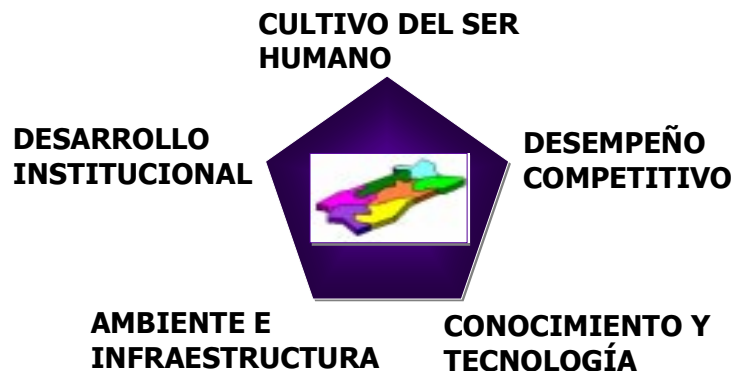 CULTIVO DEL SER
HUMANO
DESARROLLO
INSTITUCIONAL
DESEMPEÑO
COMPETITIVO
AMBIENTE E
INFRAESTRUCTURA
CONOCIMIENTO Y
TECNOLOGÍA